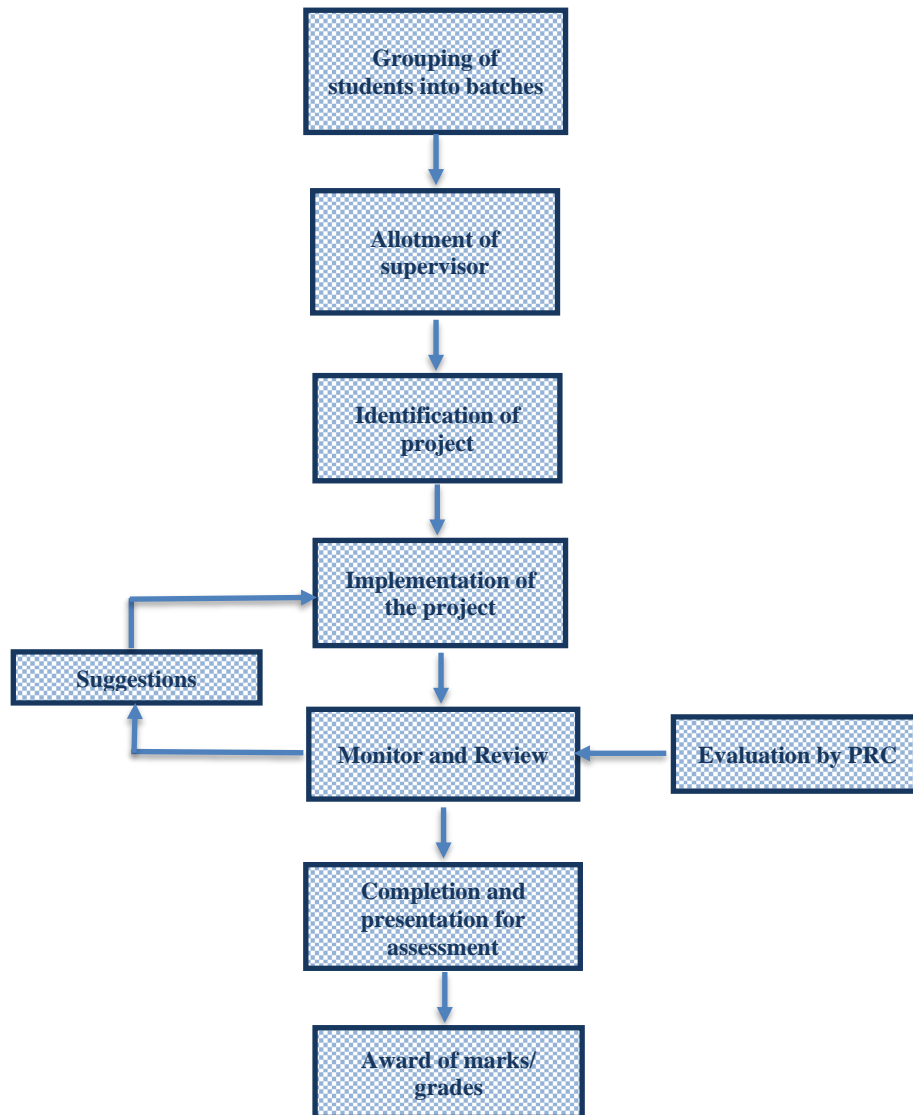 Grouping of
students into batches
Allotment of
supervisor
Identification of
project
Implementation of
the project
Suggestions
Monitor and Review
Evaluation by PRC
Completion and
presentation for
assessment
Award of marks/
grades